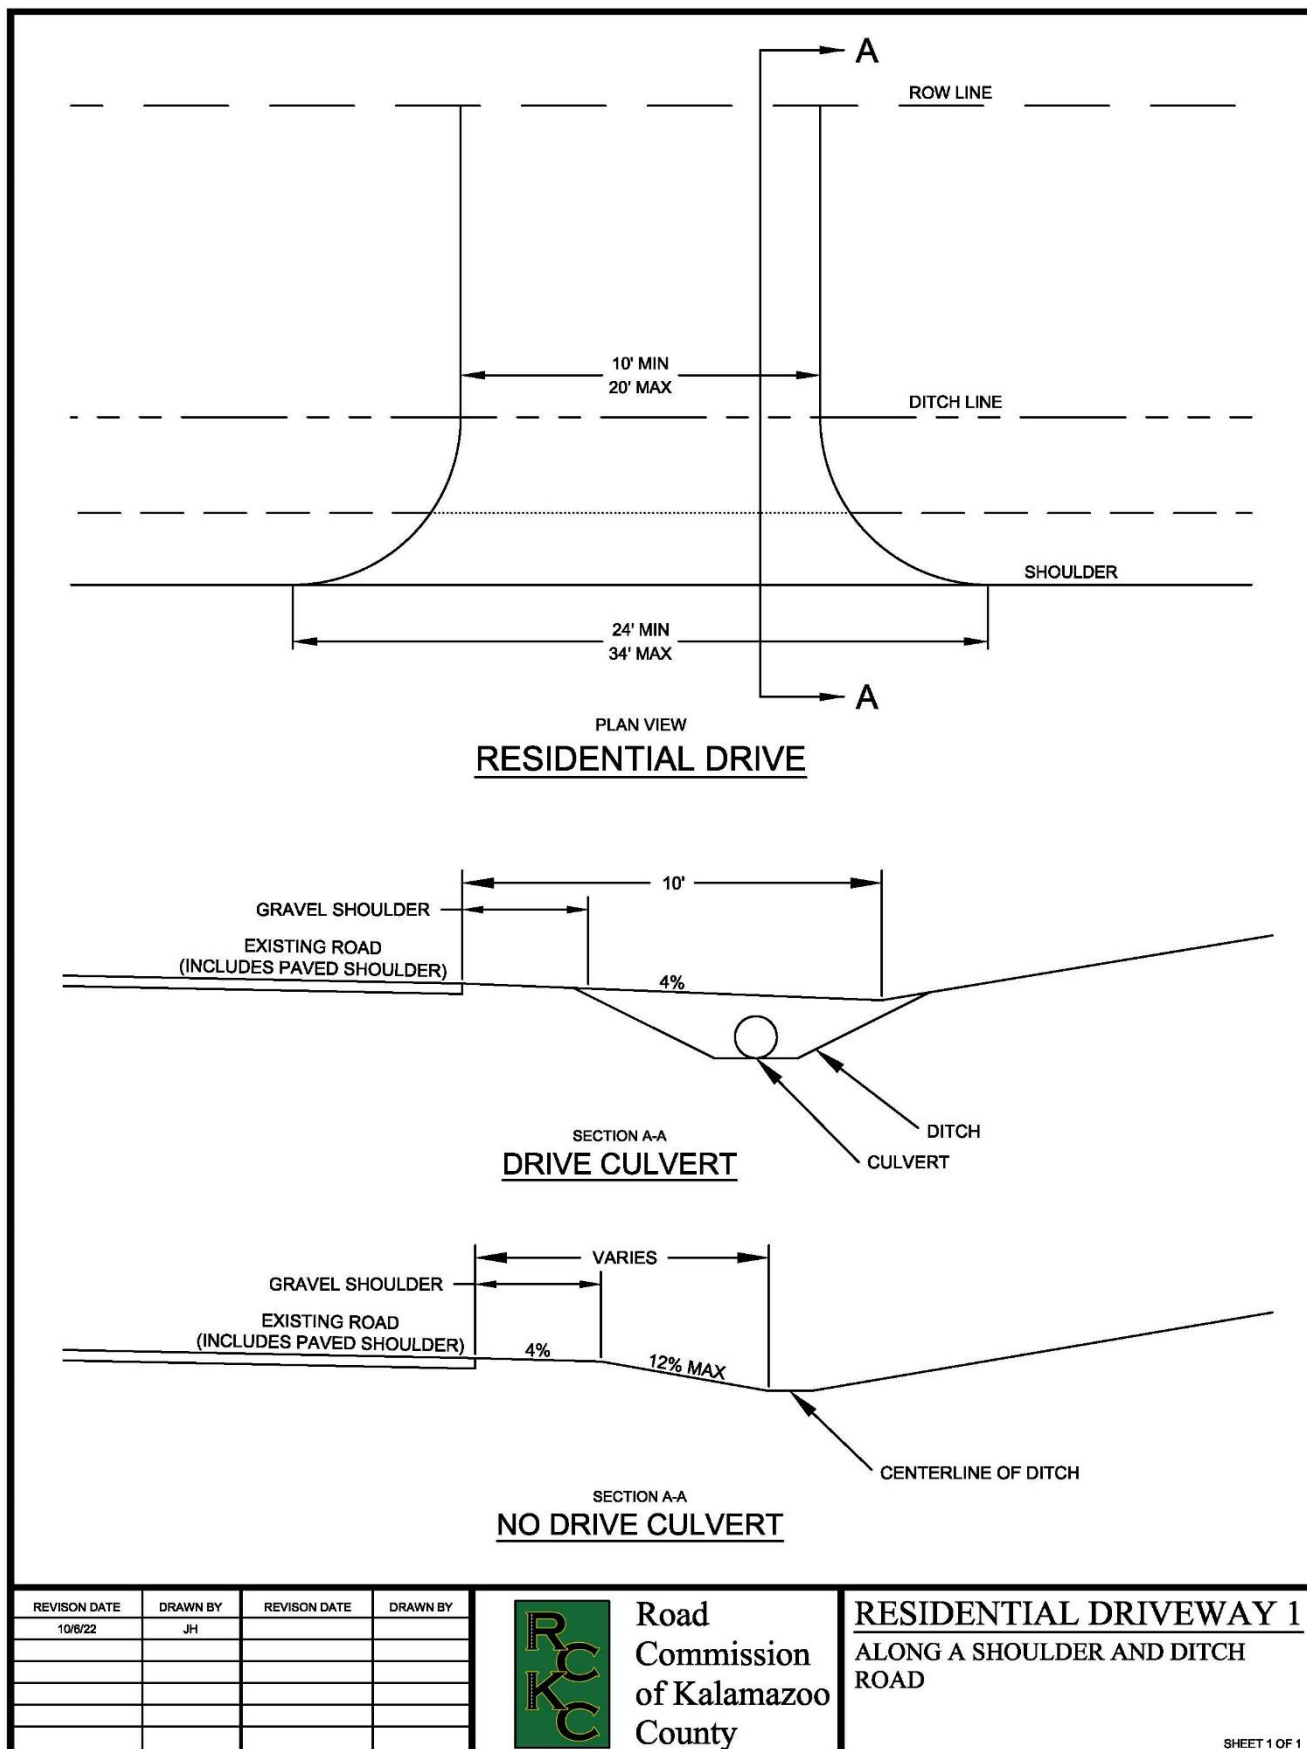 A
ROW LINE
10' MIN
20' MAX
DITCH LINE
SHOULDER
24' MIN
34' MAX
A
PLAN VIEW
RESIDENTIAL DRIVE
10'
GRAVEL SHOULDER
EXISTING ROAD
(INCLUDES PAVED SHOULDER)
4%
DITCH
CULVERT
SECTION A-A
DRIVE CULVERT
VARIES
GRAVEL SHOULDER
EXISTING ROAD
(INCLUDES PAVED SHOULDER)
4%
12% MAX
CENTERLINE OF DITCH
SECTION A-A
NO DRIVE CULVERT
REVISON DATE DRAWN BY REVISON DATE DRAWN BY
10/6/22 JH
RCKC
Road
Commission
of Kalamazoo
County
RESIDENTIAL DRIVEWAY 1
ALONG A SHOULDER AND DITCH
ROAD
SHEET 1 OF 1